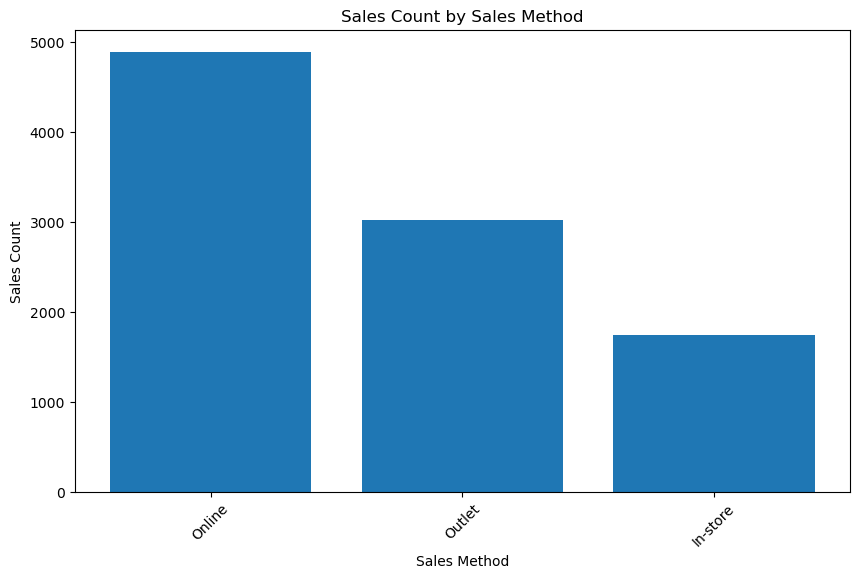 Sales Count by Sales Method
Sales Count
5000
4000
3000
2000
1000
0
Online
Outlet
In-store
Sales Method